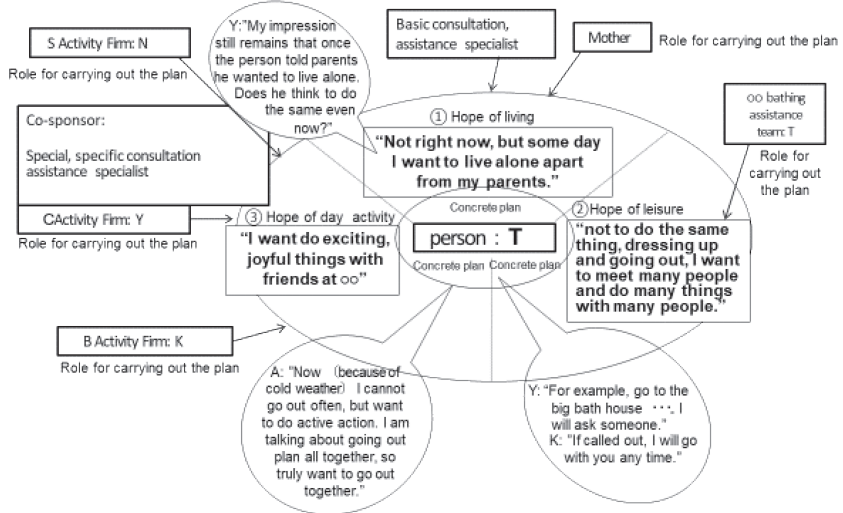 S Activity Firm: N
Role for carrying out the plan
Y:"My impression
still remains that once
the person told parents
he wanted to live alone.
Does he think to do
the same even
now?"
Basic consultation,
assistance specialist
Mother
Role for carrying out the plan
Co-sponsor:
Special, specific consultation
assistance specialist
① Hope of living
"Not right now, but some day
I want to live alone apart
from my parents."
○○ bathing
assistance
team: T
Role for
carrying out
the plan
CActivity Firm: Y
Role for carrying out the plan
③ Hope of day activity
"I want do exciting,
joyful things with
friends at ○○"
Concrete plan
person : T
Concrete plan
Concrete plan
②Hope of leisure
"not to do the same
thing, dressing up
and going out, I want
to meet many people
and do many things
with many people."
B Activity Firm: K
Role for carrying out the plan
A: "Now （because of
cold weather） I cannot
go out often, but want
to do active action. I am
talking about going out
plan all together, so
truly want to go out
together."
Y: "For example, go to the
big bath house ･･･. I
will ask someone."
K: "If called out, I will go
with you any time."